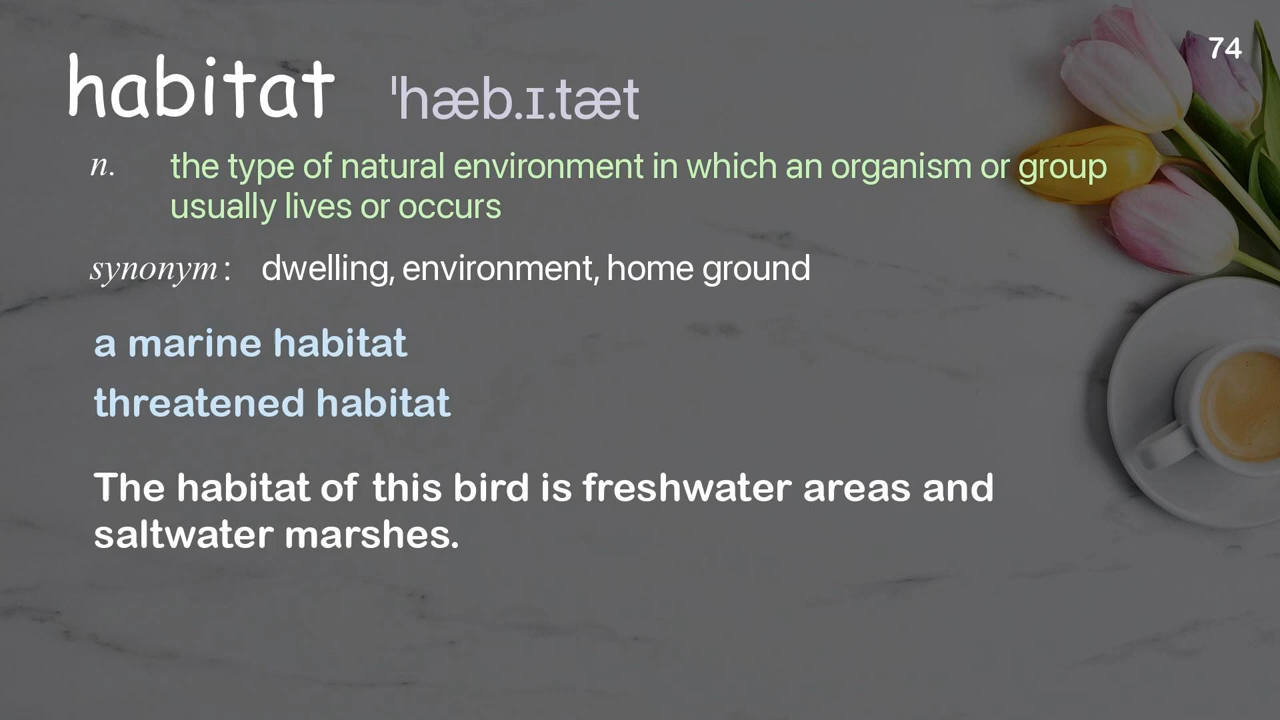 74
habitat ˈhæb.ɪ.tæt
n. the type of natural environment in which an organism or group
usually lives or occurs
synonym: dwelling, environment, home ground
a marine habitat
threatened habitat
The habitat of this bird is freshwater areas and
saltwater marshes.